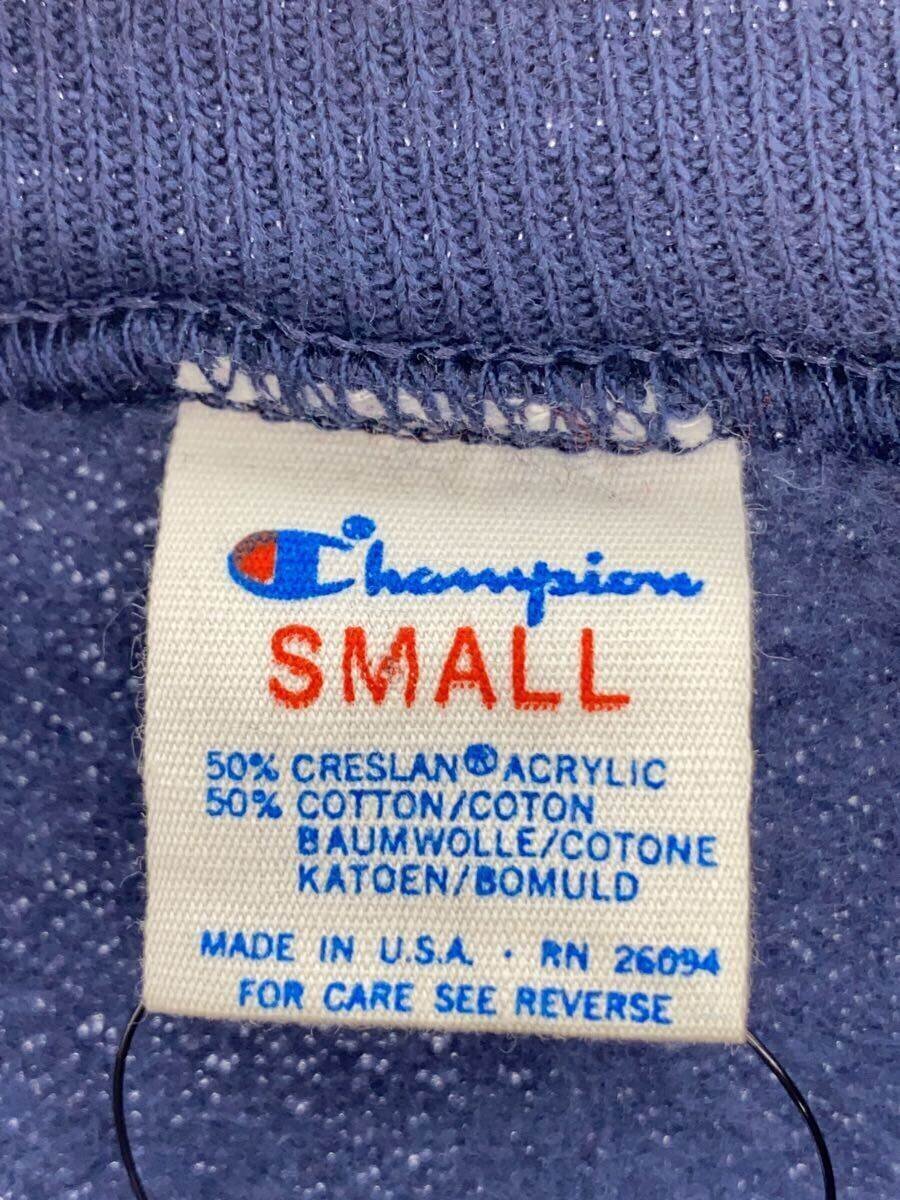 Champion®
SMALL
50% CRESLAN® ACRYLIC
50% COTTON/COTON
BAUMWOLLE/COTONE
KATOEN/BOMULD
MADE IN U.S.A. · RN 26094
FOR CARE SEE REVERSE